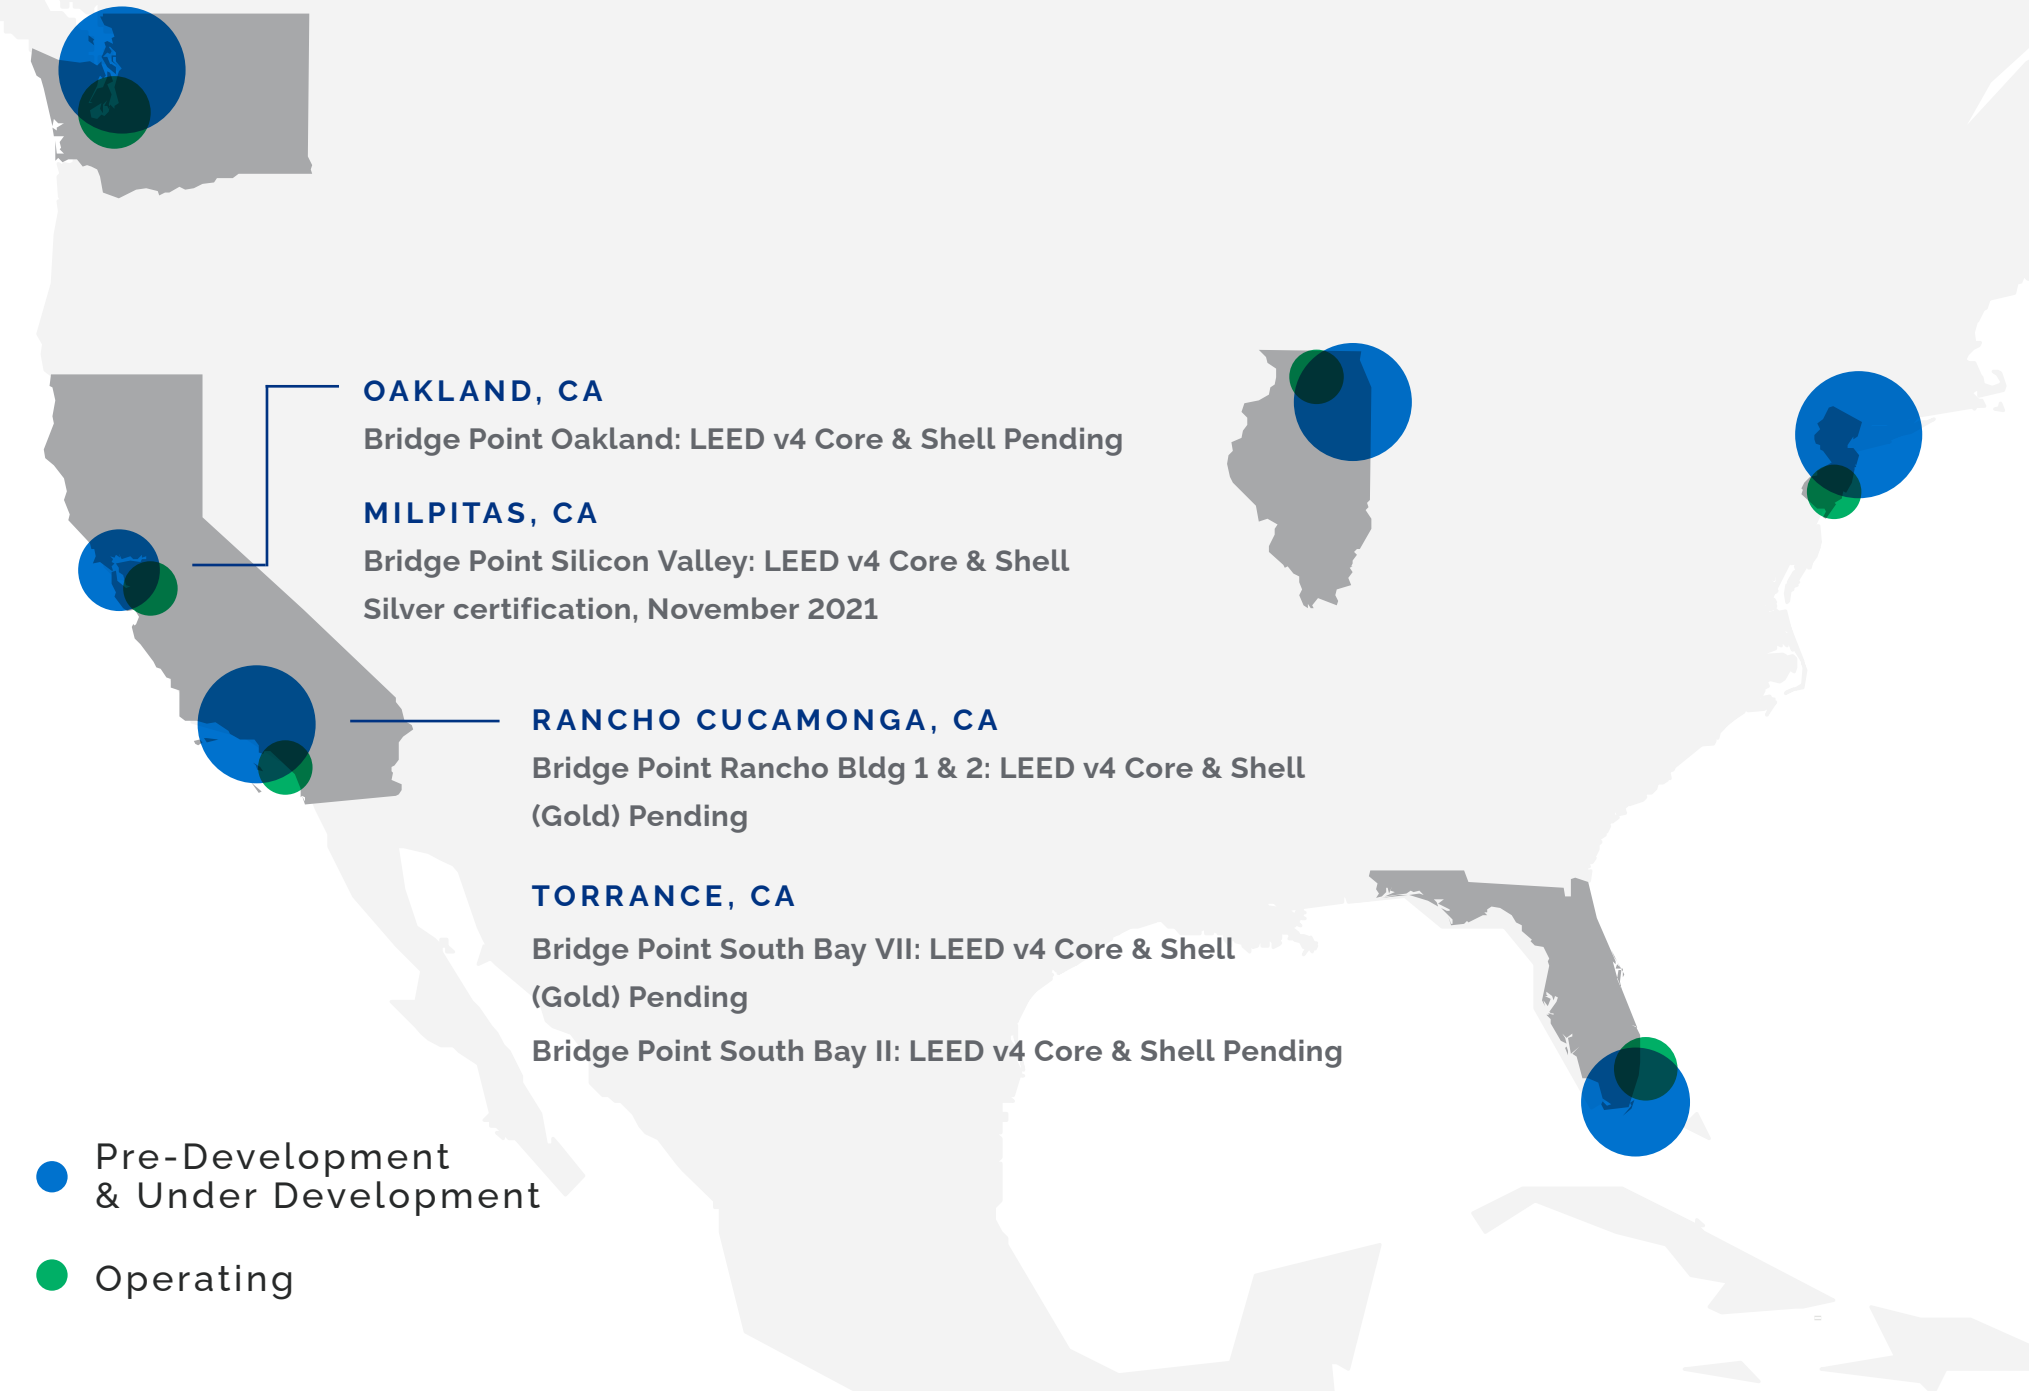 OAKLAND, CA
Bridge Point Oakland: LEED v4 Core & Shell Pending
MILPITAS, CA
Bridge Point Silicon Valley: LEED v4 Core & Shell
Silver certification, November 2021
RANCHO CUCAMONGA, CA
Bridge Point Rancho Bldg 1 & 2: LEED v4 Core & Shell
(Gold) Pending
TORRANCE, CA
Bridge Point South Bay VII: LEED v4 Core & Shell
(Gold) Pending
Bridge Point South Bay II: LEED v4 Core & Shell Pending
Pre-Development
& Under Development
Operating